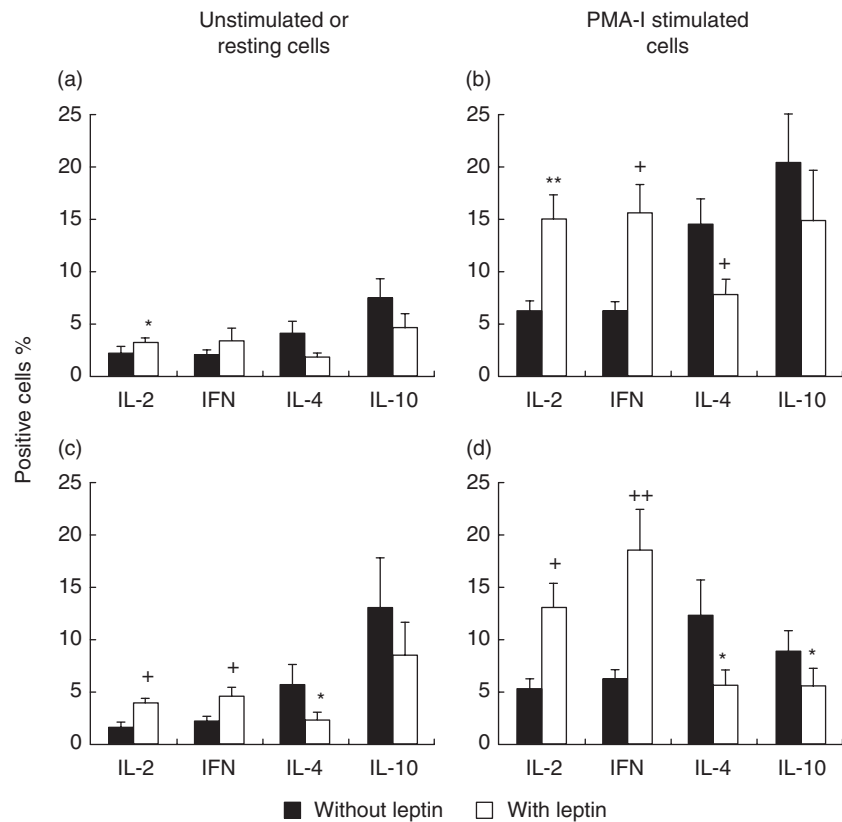 Unstimulated or
resting cells
PMA-I stimulated
cells
(a)
25
20
15
10
5
0
*
IL-2 IFN IL-4 IL-10
(b)
25
20
15
10
5
0
** + +
IL-2 IFN IL-4 IL-10
Positive cells %
(c)
25
20
15
10
5
0
+ + *
IL-2 IFN IL-4 IL-10
(d)
25
20
15
10
5
0
+ ++ * *
IL-2 IFN IL-4 IL-10
Without leptin With leptin